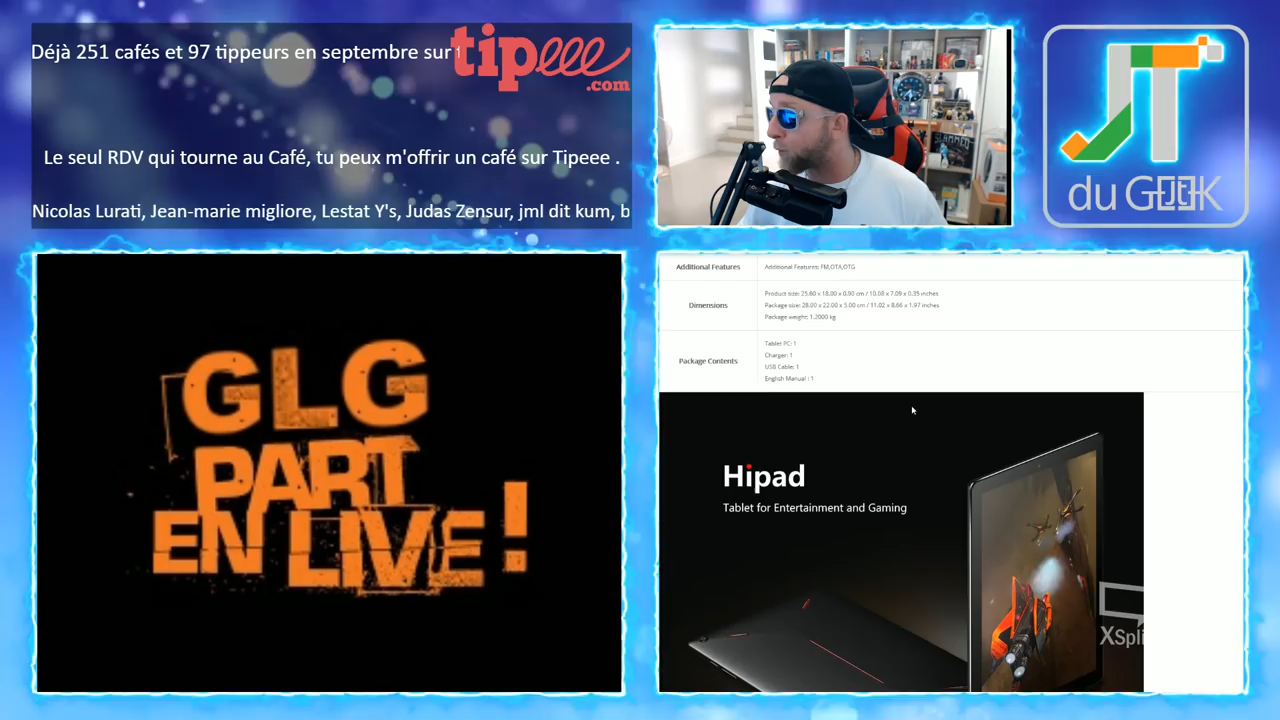 Déjà 251 cafés et 97 tippeurs en septembre sur
tipeee
.com
Le seul RDV qui tourne au Café, tu peux m'offrir un café sur Tipeee .
Nicolas Lurati, Jean-marie migliore, Lestat Y's, Judas Zensur, jml dit kum, b
SLAMMED
JT
du GEEK
GLG
PART
EN LIVE !
Additional Features
Additional Features: FM,OTA,OTG
Dimensions
Product size: 25.60 x 18.00 x 0.90 cm / 10.08 x 7.09 x 0.35 inches
Package size: 28.00 x 22.00 x 5.00 cm / 11.02 x 8.66 x 1.97 inches
Package weight: 1.2000 kg
Package Contents
Tablet PC: 1
Charger: 1
USB Cable: 1
English Manual : 1
Hipad
Tablet for Entertainment and Gaming
XSpli